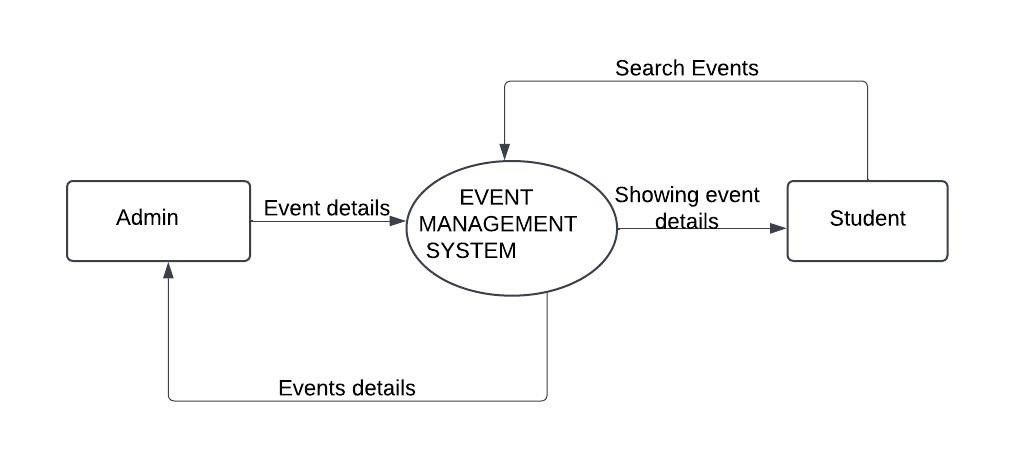 Search Events
Admin
Event details
EVENT
MANAGEMENT
SYSTEM
Showing event
details
Student
Events details